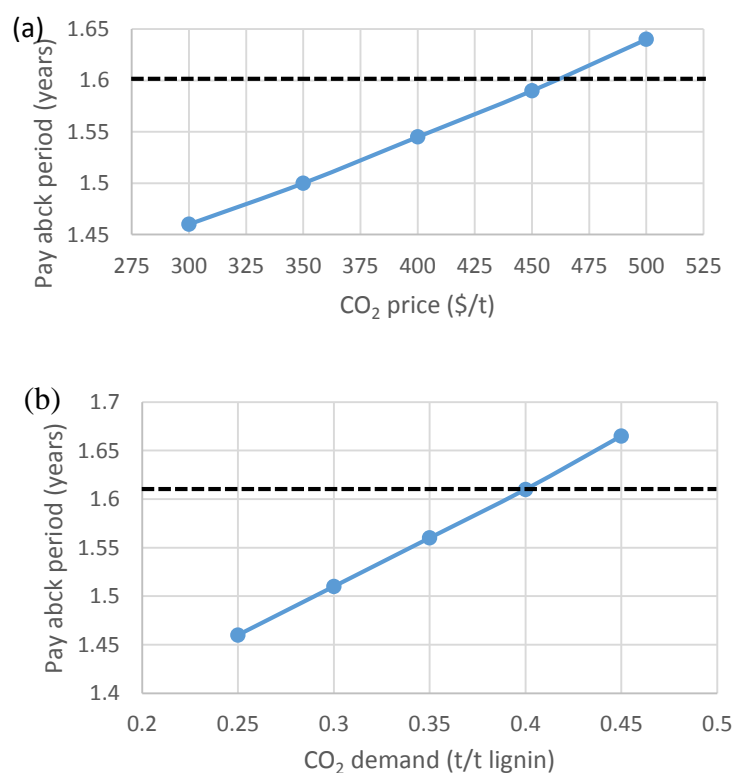 (a)
1.65
1.6
1.55
1.5
1.45
Pay abck period (years)
275 300 325 350 375 400 425 450 475 500 525
CO₂ price ($/t)
(b)
1.7
1.65
1.6
1.55
1.5
1.45
1.4
Pay abck period (years)
0.2 0.25 0.3 0.35 0.4 0.45 0.5
CO₂ demand (t/t lignin)